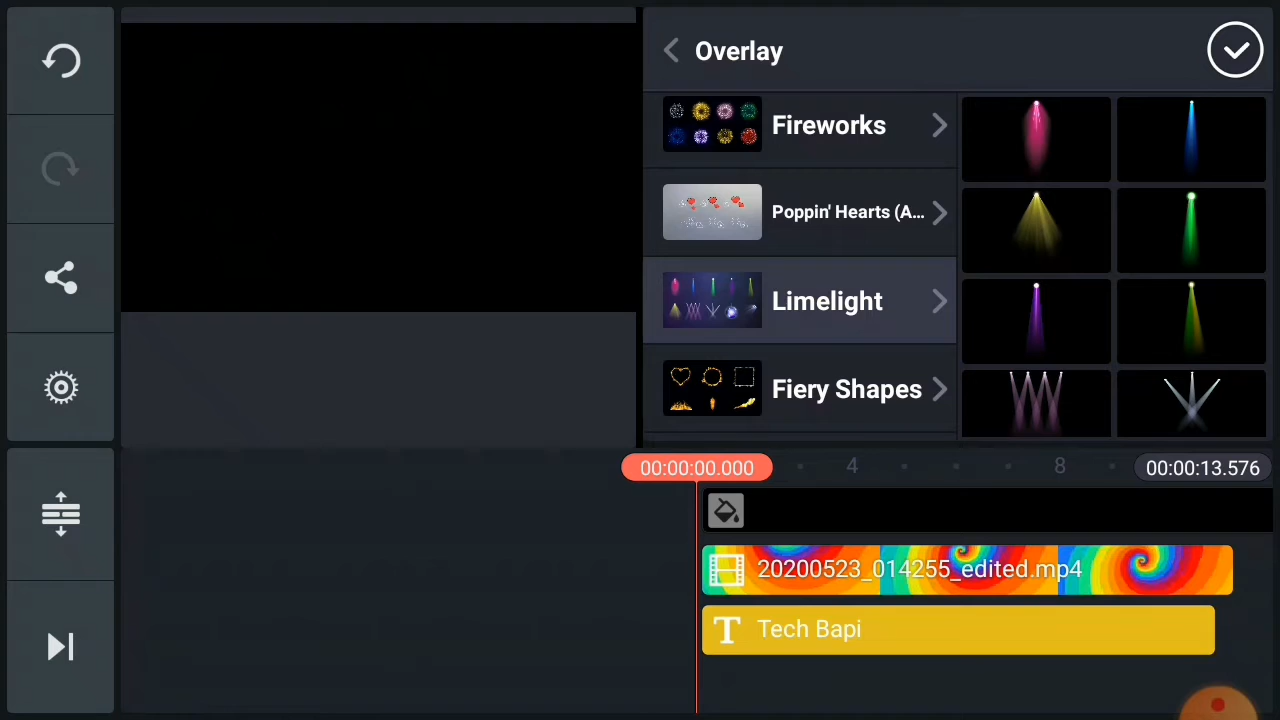 Overlay
Fireworks
Poppin' Hearts (A...
Limelight
Fiery Shapes
00:00:00.000
4
8
00:00:13.576
20200523_014255_edited.mp4
T Tech Bapi